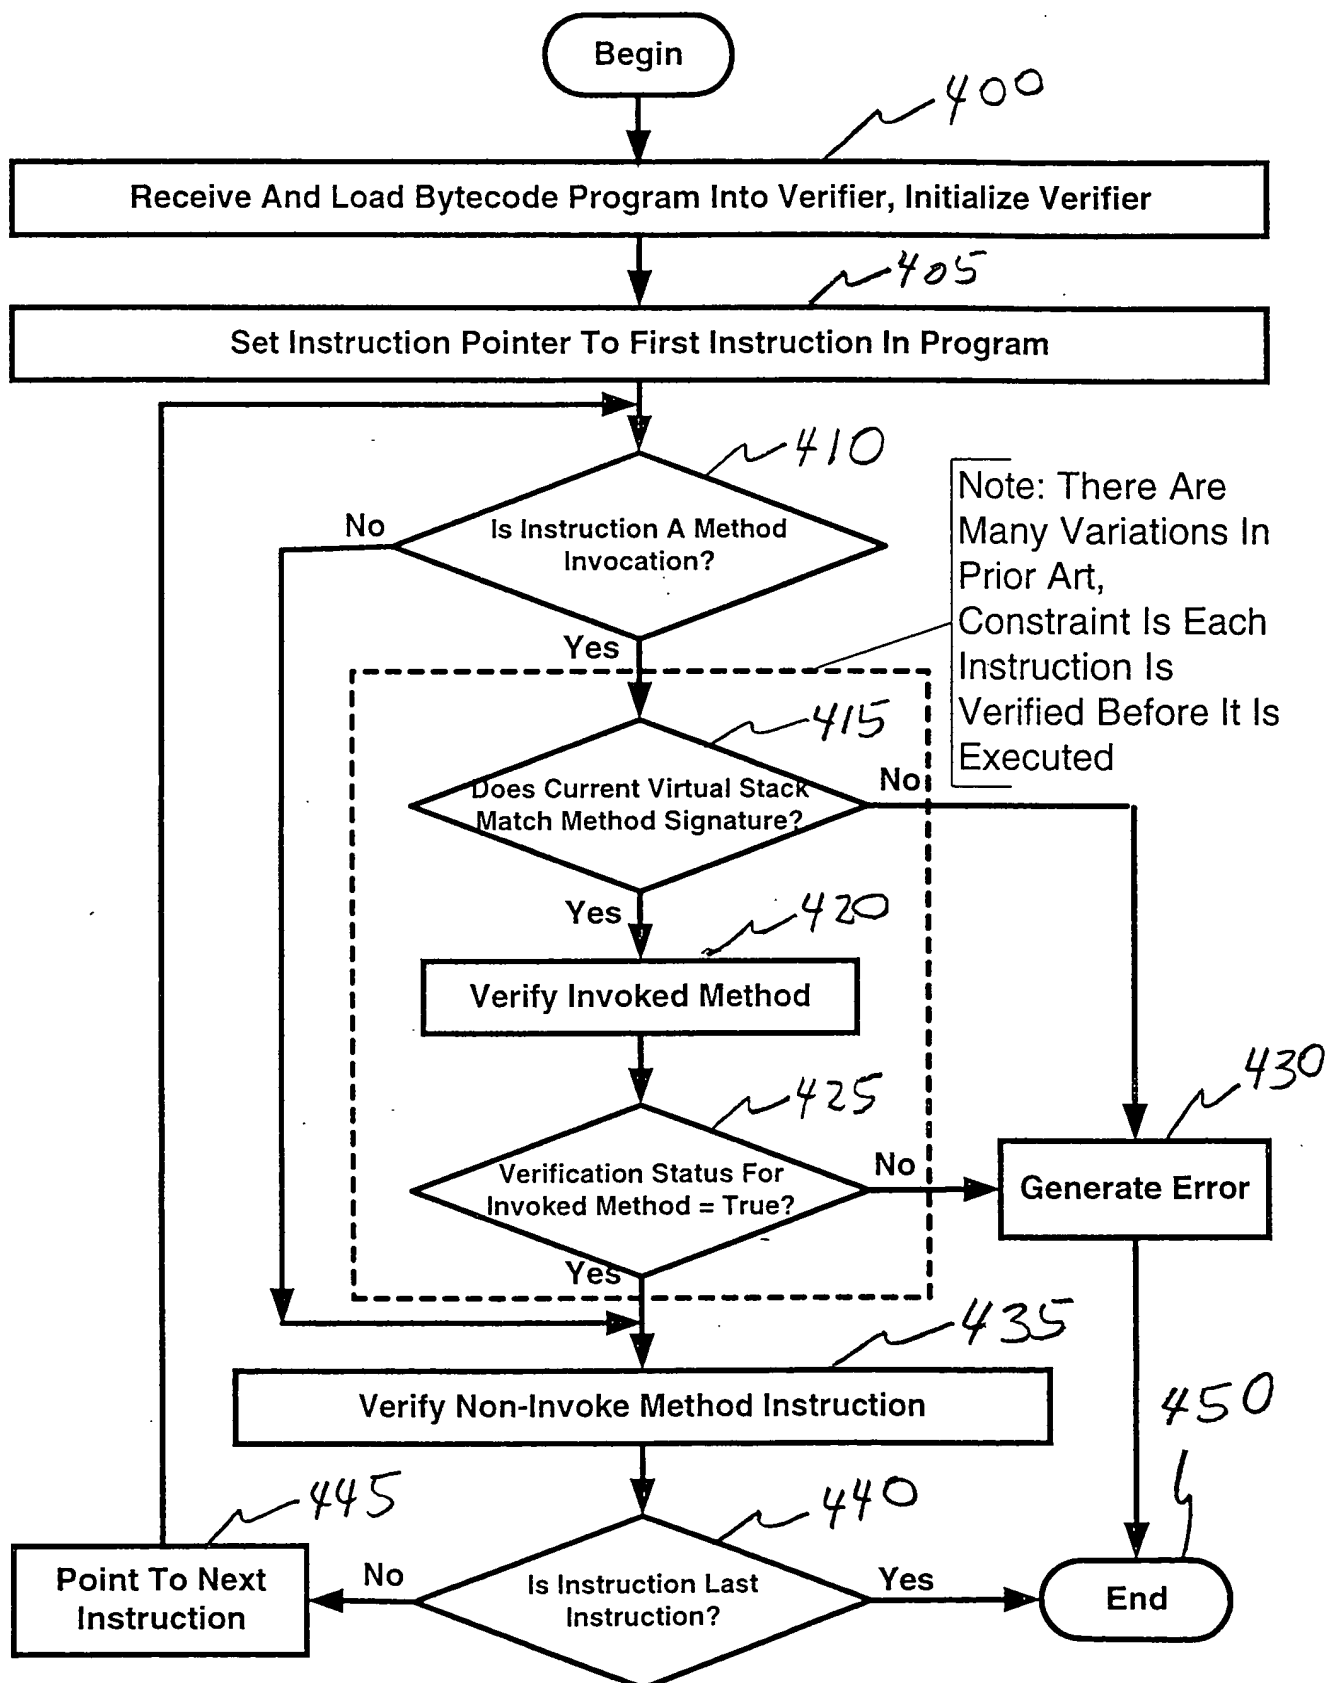 Begin
400
Receive And Load Bytecode Program Into Verifier, Initialize Verifier
405
Set Instruction Pointer To First Instruction In Program
410
Is Instruction A Method
Invocation?
No
Yes
Note: There Are
Many Variations In
Prior Art,
Constraint Is Each
Instruction Is
Verified Before It Is
Executed
415
Does Current Virtual Stack
Match Method Signature?
No
Yes
420
Verify Invoked Method
425
Verification Status For
Invoked Method = True?
No
430
Generate Error
Yes
435
Verify Non-Invoke Method Instruction
450
445
440
Point To Next
Instruction
No
Is Instruction Last
Instruction?
Yes
End